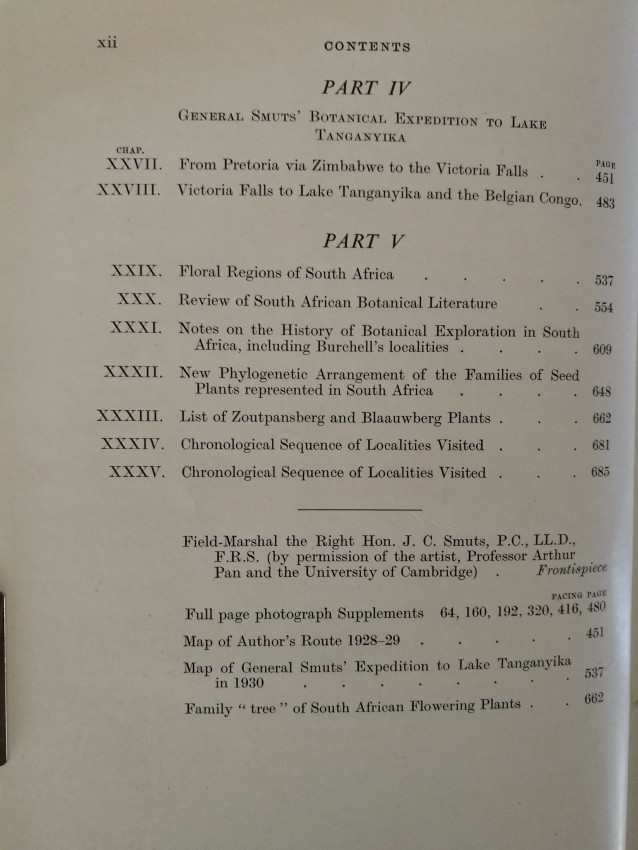 xii
CONTENTS
PART IV
GENERAL SMUTS' BOTANICAL EXPEDITION TO LAKE
TANGANYIKA
CHAP.
PAGE
XXVII. From Pretoria via Zimbabwe to the Victoria Falls . . 451
XXVIII. Victoria Falls to Lake Tanganyika and the Belgian Congo. 483
PART V
XXIX. Floral Regions of South Africa . . . . . 537
XXX. Review of South African Botanical Literature . . 554
XXXI. Notes on the History of Botanical Exploration in South
Africa, including Burchell's localities . . . . 609
XXXII. New Phylogenetic Arrangement of the Families of Seed
Plants represented in South Africa . . . . 648
XXXIII. List of Zoutpansberg and Blaauwberg Plants . . . 662
XXXIV. Chronological Sequence of Localities Visited . . . 681
XXXV. Chronological Sequence of Localities Visited . . . 685
Field-Marshal the Right Hon. J. C. Smuts, P.C., LL.D.,
F.R.S. (by permission of the artist, Professor Arthur
Pan and the University of Cambridge) . Frontispiece
FACING PAGE
Full page photograph Supplements 64, 160, 192, 320, 416, 480
Map of Author's Route 1928-29 . . . . . 451
Map of General Smuts' Expedition to Lake Tanganyika
in 1930 . . . . . . . . 537
Family " tree " of South African Flowering Plants . . 662